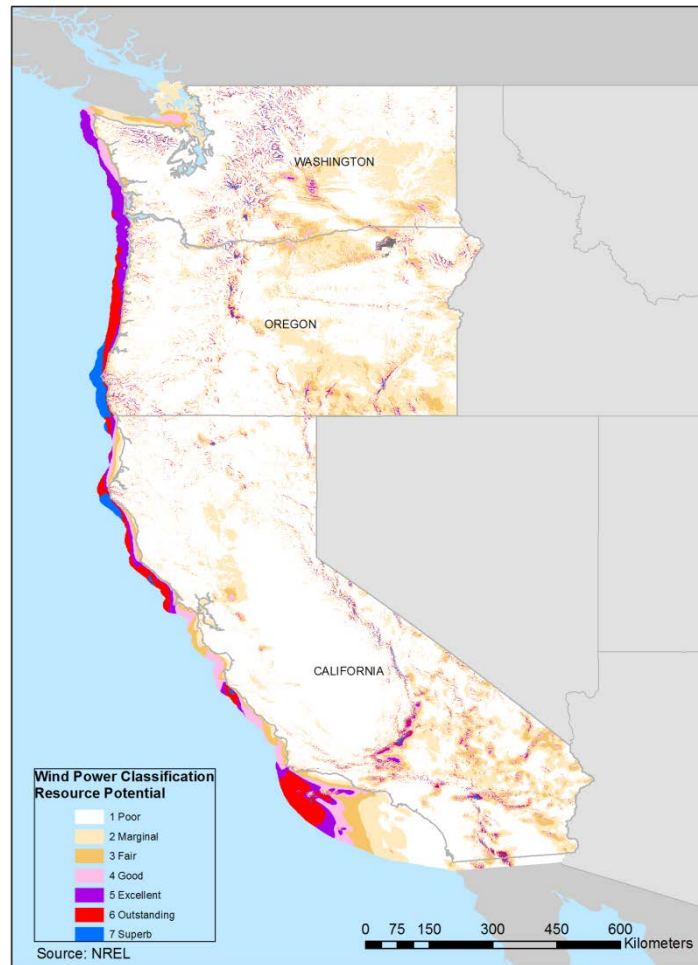 WASHINGTON
OREGON
CALIFORNIA
Wind Power Classification
Resource Potential
1 Poor
2 Marginal
3 Fair
4 Good
5 Excellent
6 Outstanding
7 Superb
Source: NREL
0 75 150 300 450 600
Kilometers